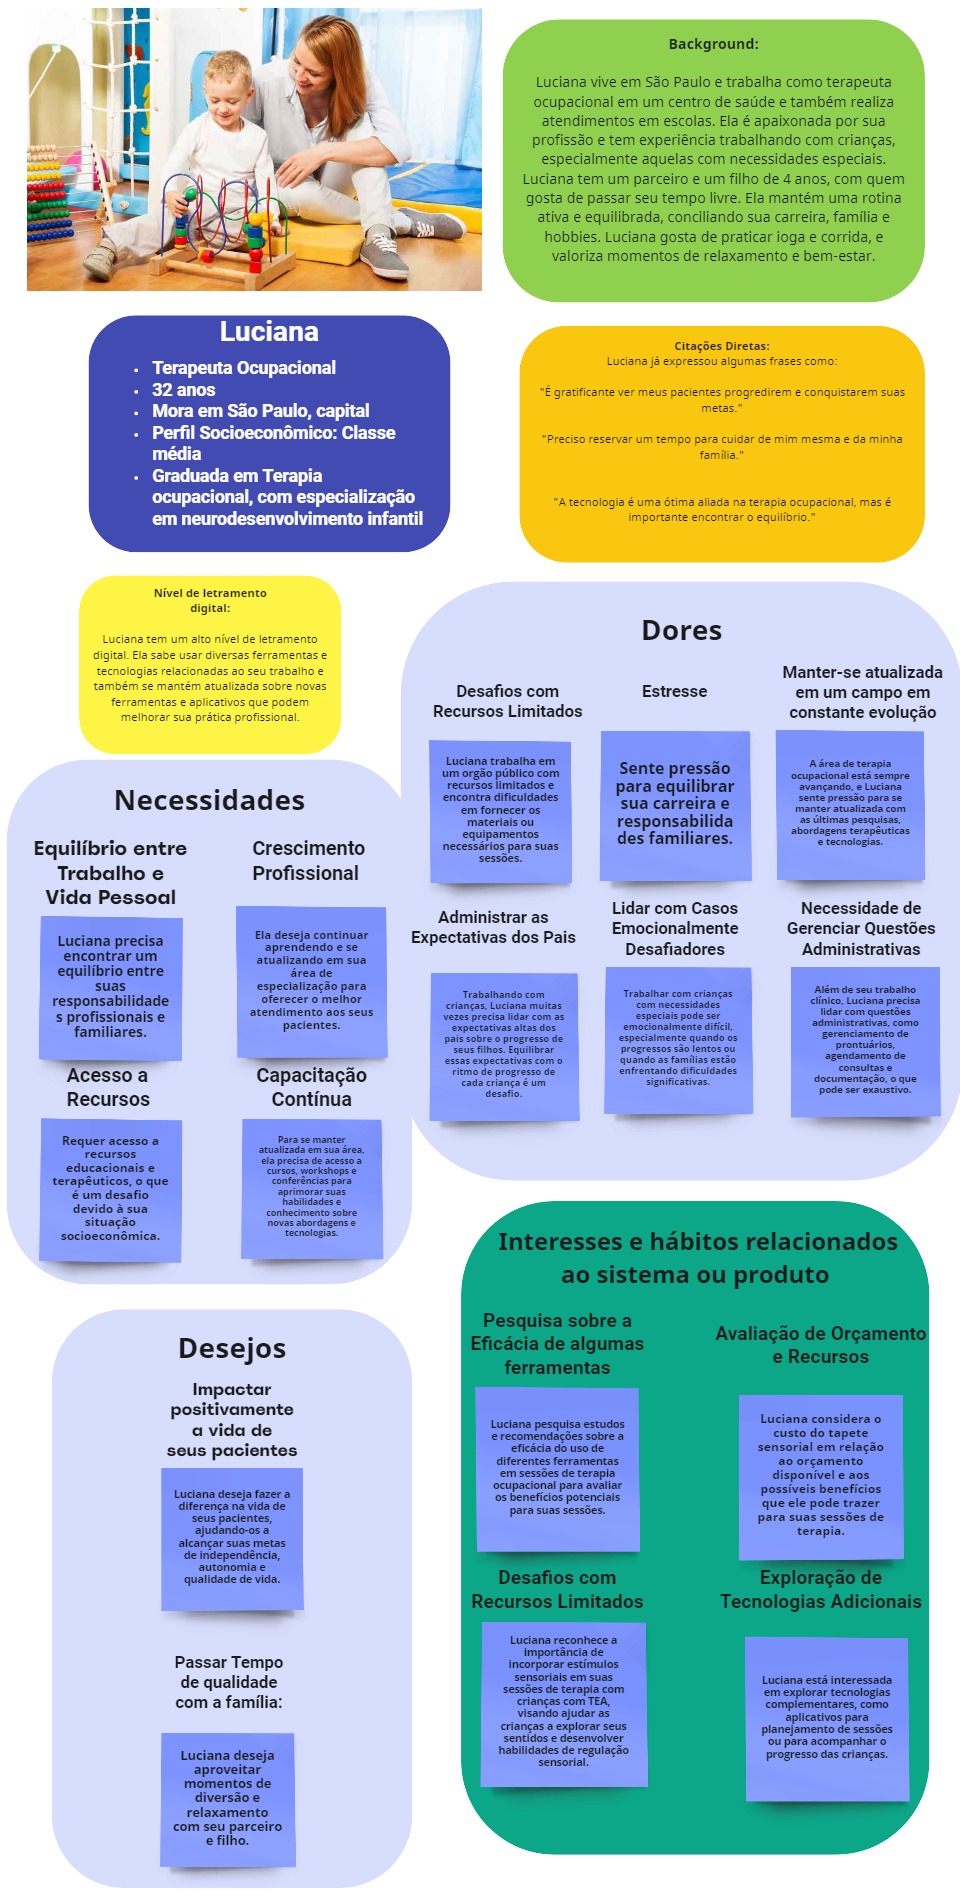 Background:
Luciana vive em São Paulo e trabalha como terapeuta
ocupacional em um centro de saúde e também realiza
atendimentos em escolas. Ela é apaixonada por sua
profissão e tem experiência trabalhando com crianças,
especialmente aquelas com necessidades especiais.
Luciana tem um parceiro e um filho de 4 anos, com quem
gosta de passar seu tempo livre. Ela mantém uma rotina
ativa e equilibrada, conciliando sua carreira, família e
hobbies. Luciana gosta de praticar ioga e corrida, e
valoriza momentos de relaxamento e bem-estar.
Luciana
• Terapeuta Ocupacional
• 32 anos
• Mora em São Paulo, capital
• Perfil Socioeconômico: Classe
média
• Graduada em Terapia
ocupacional, com especialização
em neurodesenvolvimento infantil
Citações Diretas:
Luciana já expressou algumas frases como:
"É gratificante ver meus pacientes progredirem e conquistarem suas
metas."
"Preciso reservar um tempo para cuidar de mim mesma e da minha
família."
"A tecnologia é uma ótima aliada na terapia ocupacional, mas é
importante encontrar o equilíbrio."
Nível de letramento
digital:
Luciana tem um alto nível de letramento
digital. Ela sabe usar diversas ferramentas e
tecnologias relacionadas ao seu trabalho e
também se mantém atualizada sobre novas
ferramentas e aplicativos que podem
melhorar sua prática profissional.
Dores
Desafios com
Recursos Limitados
Luciana trabalha em
um orgão público com
recursos limitados e
encontra dificuldades
em fornecer os
materiais ou
equipamentos
necessários para suas
sessões.
Estresse
Sente pressão
para equilibrar
sua carreira e
responsabilida
des familiares.
Manter-se atualizada
em um campo em
constante evolução
A área de terapia
ocupacional está sempre
avançando, e Luciana
sente pressão para se
manter atualizada com
as últimas pesquisas,
abordagens terapêuticas
e tecnologias.
Administrar as
Expectativas dos Pais
Trabalhando com
crianças, Luciana muitas
vezes precisa lidar com as
expectativas altas dos
pais sobre o progresso de
seus filhos. Equilibrar
essas expectativas com o
ritmo de progresso de
cada criança é um
desafio.
Lidar com Casos
Emocionalmente
Desafiadores
Trabalhar com crianças
com necessidades
especiais pode ser
emocionalmente difícil,
especialmente quando os
progressos são lentos ou
quando as famílias estão
enfrentando dificuldades
significativas.
Necessidade de
Gerenciar Questões
Administrativas
Além de seu trabalho
clínico, Luciana precisa
lidar com questões
administrativas, como
gerenciamento de
prontuários,
agendamento de
consultas e
documentação, o que
pode ser exaustivo.
Necessidades
Equilíbrio entre
Trabalho e
Vida Pessoal
Luciana precisa
encontrar um
equilíbrio entre
suas
responsabilidade
s profissionais e
familiares.
Crescimento
Profissional
Ela deseja continuar
aprendendo e se
atualizando em sua
área de
especialização para
oferecer o melhor
atendimento aos seus
pacientes.
Acesso a
Recursos
Requer acesso a
recursos
educacionais e
terapêuticos, o que
é um desafio
devido à sua
situação
socioeconômica.
Capacitação
Contínua
Para se manter
atualizada em sua área,
ela precisa de acesso a
cursos, workshops e
conferências para
aprimorar suas
habilidades e
conhecimento sobre
novas abordagens e
tecnologias.
Desejos
Impactar
positivamente
a vida de
seus pacientes
Luciana deseja fazer a
diferença na vida de
seus pacientes,
ajudando-os a
alcançar suas metas
de independência,
autonomia e
qualidade de vida.
Passar Tempo
de qualidade
com a família:
Luciana deseja
aproveitar
momentos de
diversão e
relaxamento
com seu parceiro
e filho.
Interesses e hábitos relacionados
ao sistema ou produto
Pesquisa sobre a
Eficácia de algumas
ferramentas
Luciana pesquisa estudos
e recomendações sobre a
eficácia do uso de
diferentes ferramentas
em sessões de terapia
ocupacional para avaliar
os benefícios potenciais
para suas sessões.
Avaliação de Orçamento
e Recursos
Luciana considera o
custo do tapete
sensorial em relação
ao orçamento
disponível e aos
possíveis benefícios
que ele pode trazer
para suas sessões de
terapia.
Desafios com
Recursos Limitados
Luciana reconhece a
importância de
incorporar estímulos
sensoriais em suas
sessões de terapia com
crianças com TEA,
visando ajudar as
crianças a explorar seus
sentidos e desenvolver
habilidades de regulação
sensorial.
Exploração de
Tecnologias Adicionais
Luciana está interessada
em explorar tecnologias
complementares, como
aplicativos para
planejamento de sessões
ou para acompanhar o
progresso das crianças.